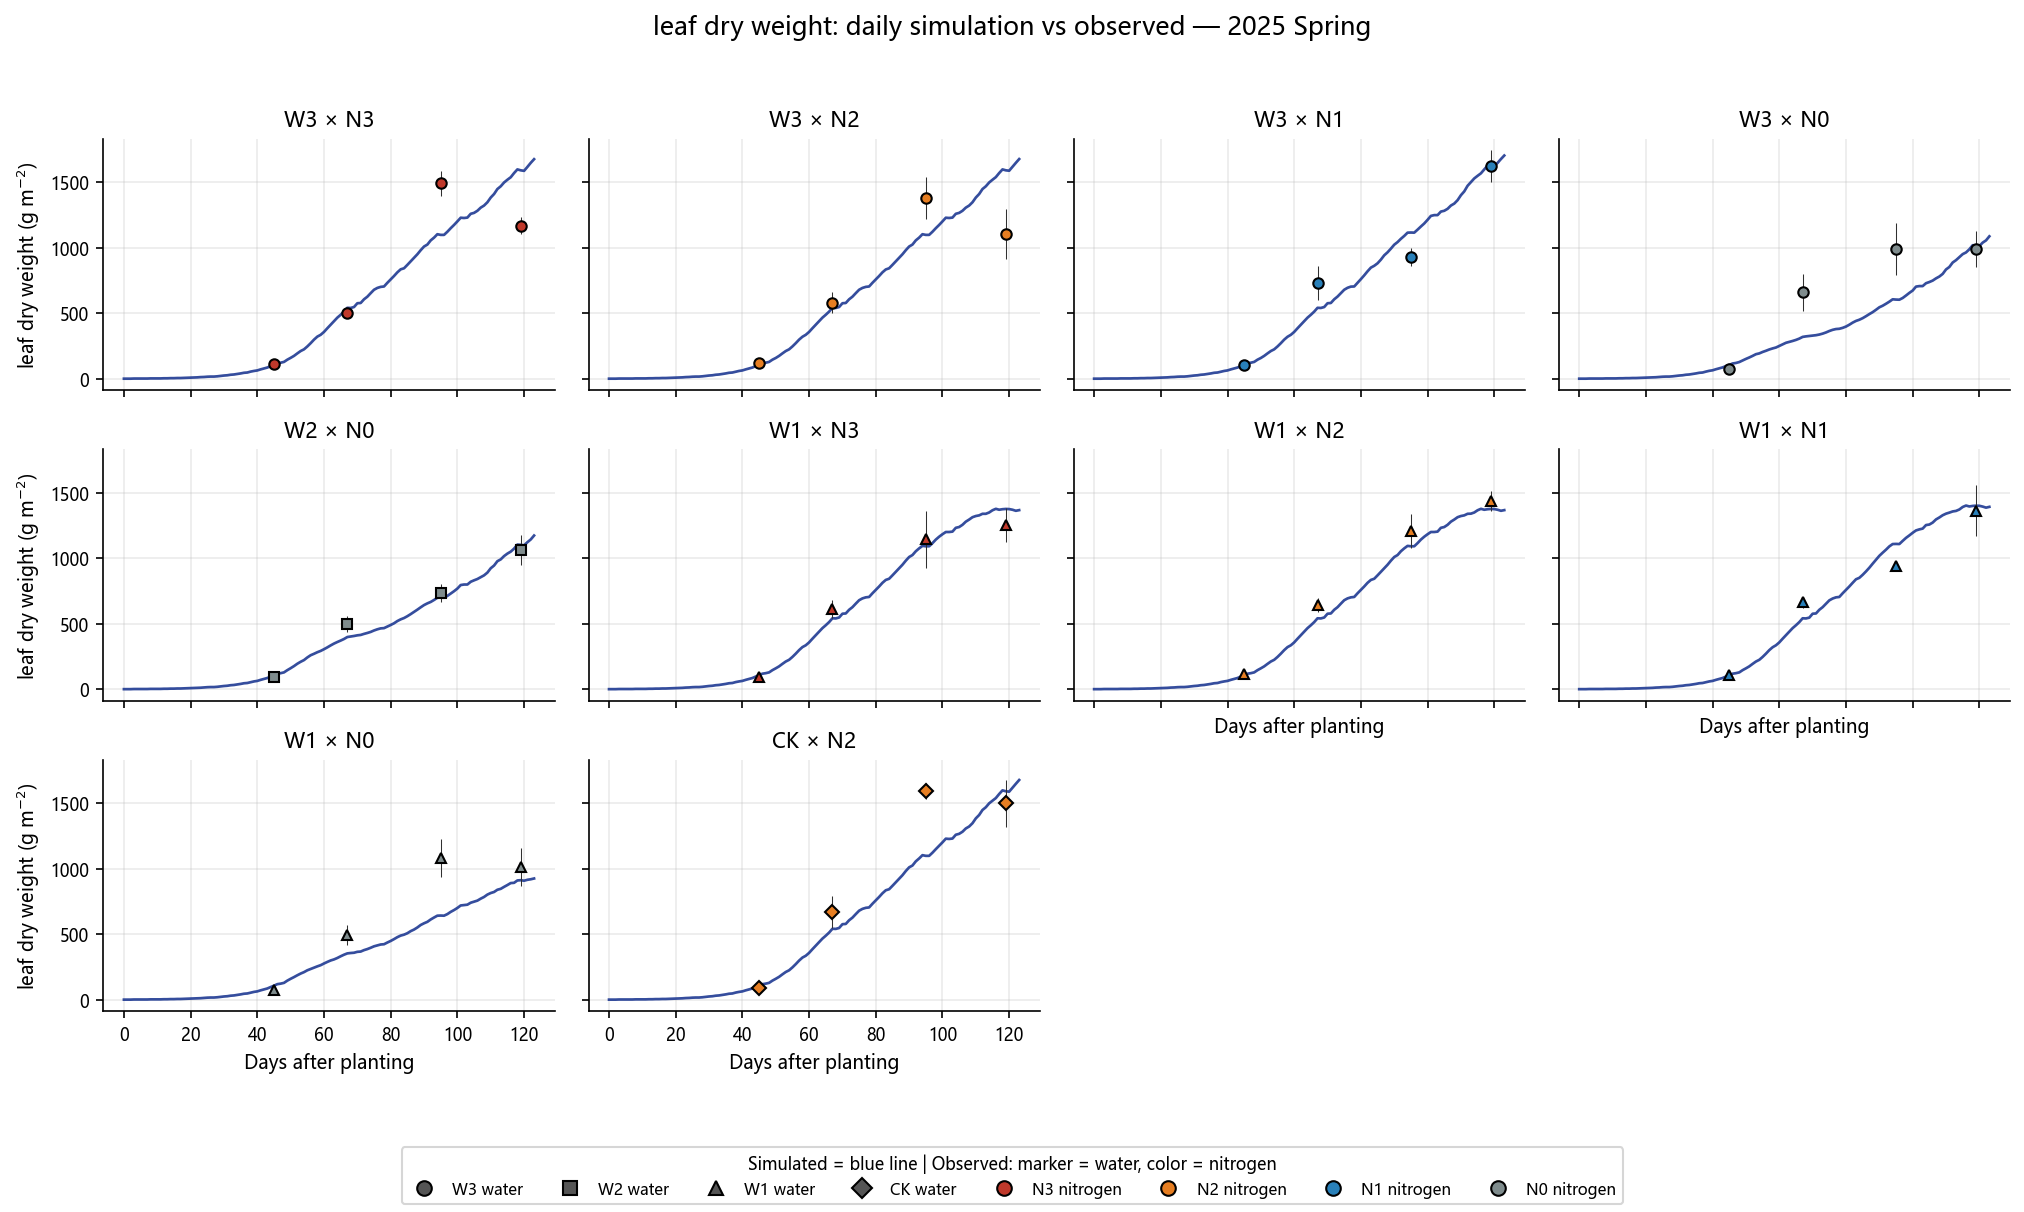 leaf dry weight: daily simulation vs observed — 2025 Spring
W3 × N3
W3 × N2
W3 × N1
W3 × N0
leaf dry weight (g m⁻²)
1500
1000
500
0
W2 × N0
W1 × N3
W1 × N2
W1 × N1
leaf dry weight (g m⁻²)
1500
1000
500
0
Days after planting
Days after planting
W1 × N0
CK × N2
leaf dry weight (g m⁻²)
1500
1000
500
0
0 20 40 60 80 100 120
0 20 40 60 80 100 120
Days after planting
Days after planting
Simulated = blue line | Observed: marker = water, color = nitrogen
W3 water W2 water W1 water CK water N3 nitrogen N2 nitrogen N1 nitrogen N0 nitrogen